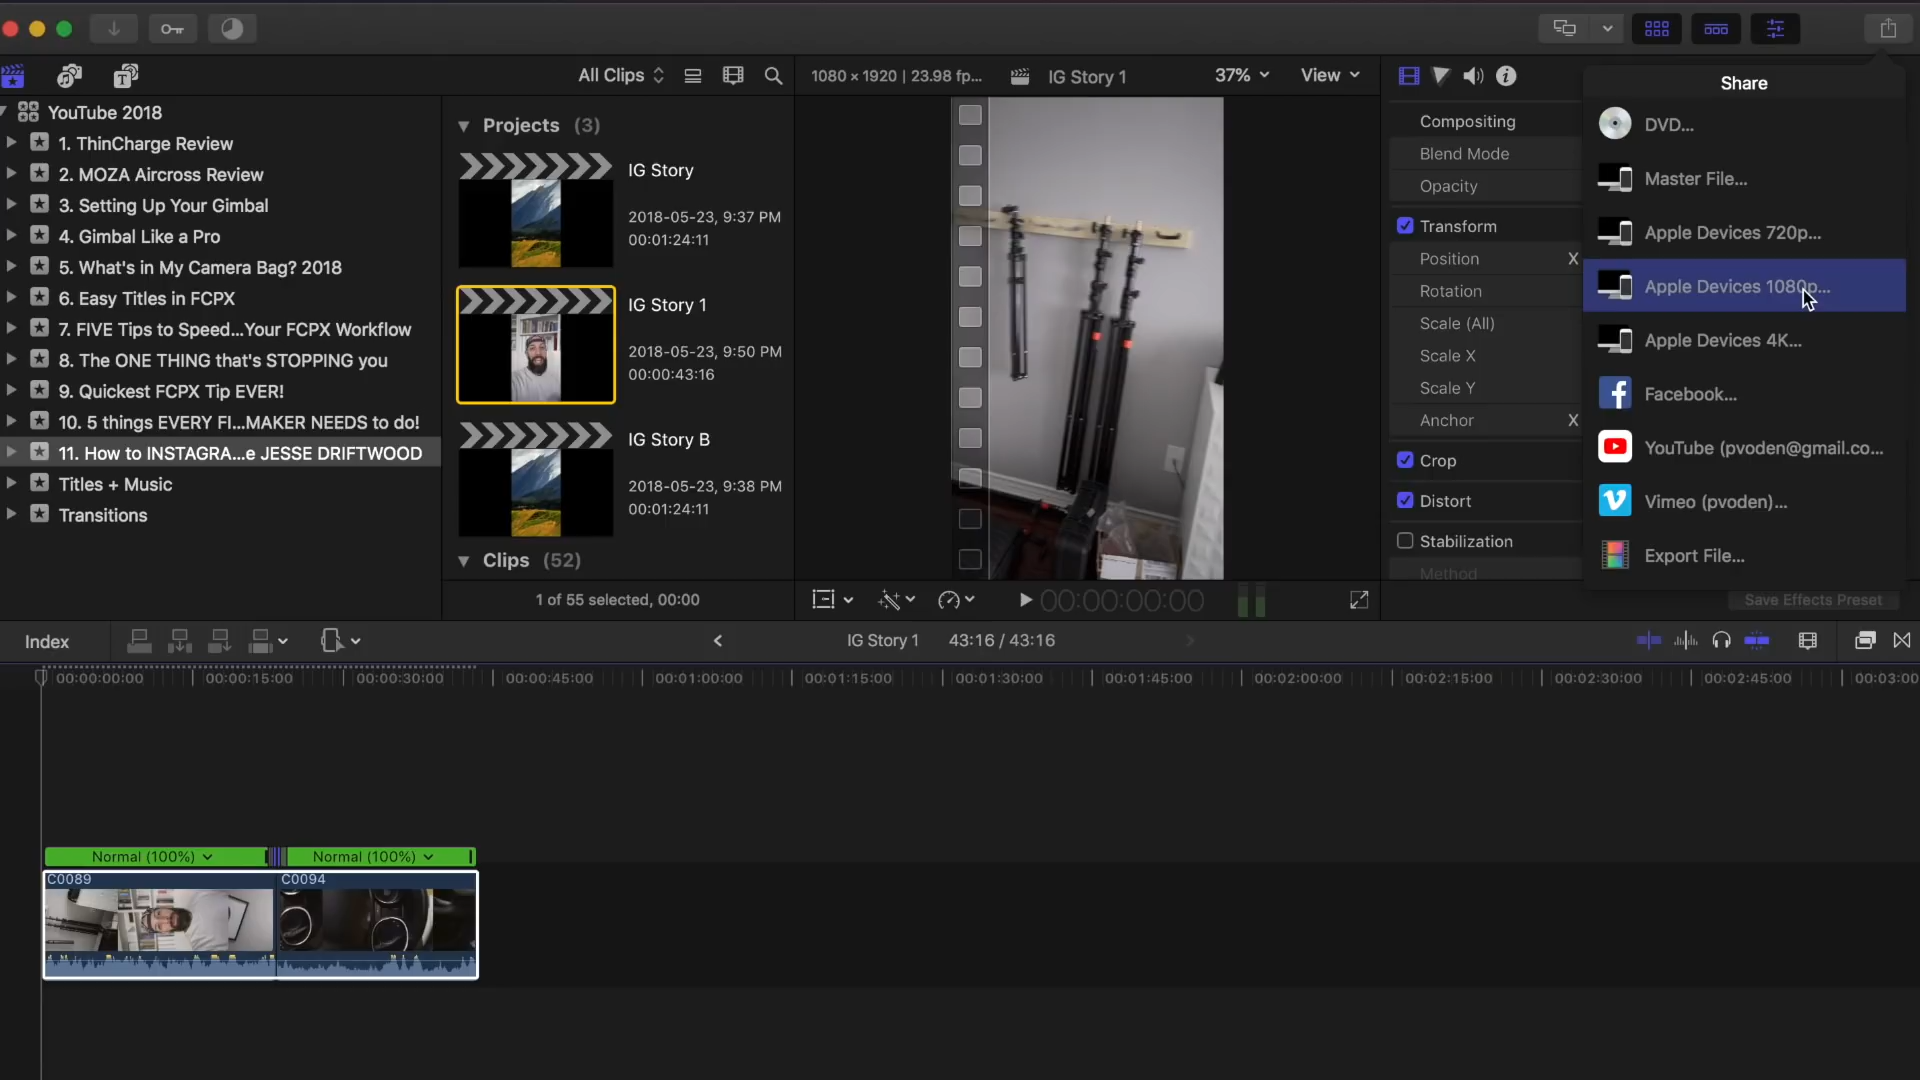 All Clips
1080 × 1920 | 23.98 fp...
IG Story 1
37%
View
Share
YouTube 2018
1. ThinCharge Review
2. MOZA Aircross Review
3. Setting Up Your Gimbal
4. Gimbal Like a Pro
5. What's in My Camera Bag? 2018
6. Easy Titles in FCPX
7. FIVE Tips to Speed...Your FCPX Workflow
8. The ONE THING that's STOPPING you
9. Quickest FCPX Tip EVER!
10. 5 things EVERY FI...MAKER NEEDS to do!
11. How to INSTAGRA...e JESSE DRIFTWOOD
Titles + Music
Transitions
Projects (3)
IG Story
2018-05-23, 9:37 PM
00:01:24:11
IG Story 1
2018-05-23, 9:50 PM
00:00:43:16
IG Story B
2018-05-23, 9:38 PM
00:01:24:11
Clips (52)
1 of 55 selected, 00:00
Compositing
Blend Mode
Opacity
Transform
Position X
Rotation
Scale (All)
Scale X
Scale Y
Anchor X
Crop
Distort
Stabilization
Method
DVD...
Master File...
Apple Devices 720p...
Apple Devices 1080p...
Apple Devices 4K...
Facebook...
YouTube (pvoden@gmail.co...
Vimeo (pvoden)...
Export File...
00:00:00:00
Save Effects Preset
Index
IG Story 1 43:16 / 43:16
00:00:00:00 00:00:15:00 00:00:30:00 00:00:45:00 00:01:00:00 00:01:15:00 00:01:30:00 00:01:45:00 00:02:00:00 00:02:15:00 00:02:30:00 00:02:45:00 00:03:00
Normal (100%) Normal (100%)
C0089 C0094